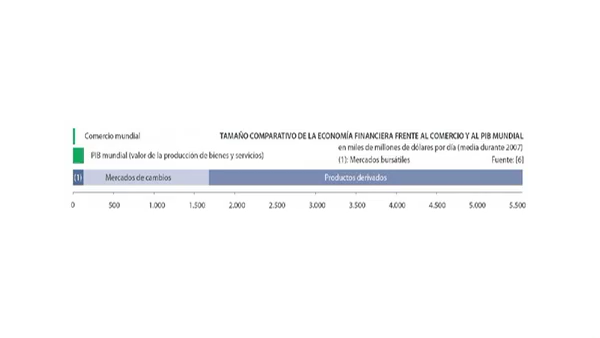 Comercio mundial
TAMAÑO COMPARATIVO DE LA ECONOMÍA FINANCIERA FRENTE AL COMERCIO Y AL PIB MUNDIAL
en miles de millones de dólares por día (media durante 2007)
PIB mundial (valor de la producción de bienes y servicios)
(1): Mercados bursátiles
Fuente: [6]
(1)
Mercados de cambios
Productos derivados
0 500 1.000 1.500 2.000 2.500 3.000 3.500 4.000 4.500 5.000 5.500